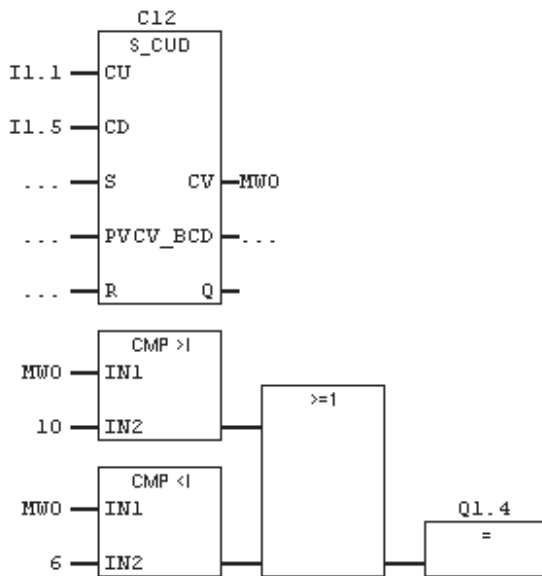 C12
S_CUD
I1.1 CU
I1.5 CD
... S CV MW0
... PV CV_BCD ...
... R Q
CMP >I
MW0 IN1
10 IN2
>=1
CMP <I
MW0 IN1
Q1.4
=
6 IN2